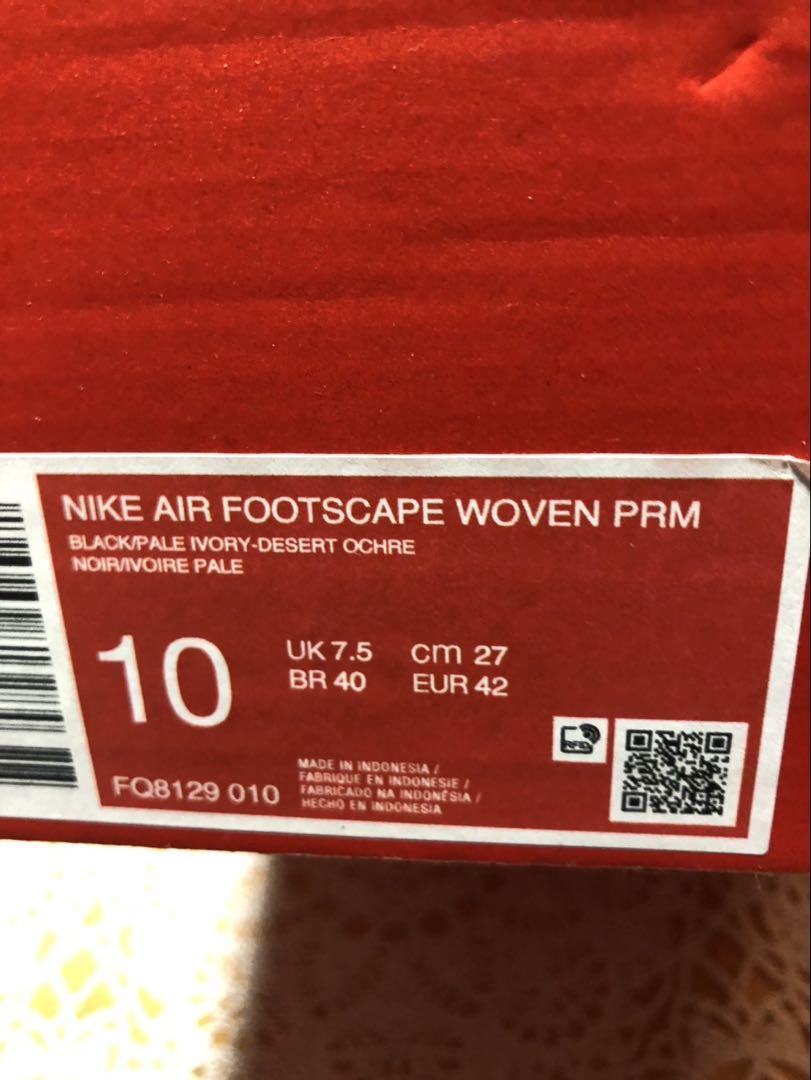 NIKE AIR FOOTSCAPE WOVEN PRM
BLACK/PALE IVORY-DESERT OCHRE
NOIR/IVOIRE PALE
10
UK 7.5 cm 27
BR 40 EUR 42
RFID
FQ8129 010
MADE IN INDONESIA /
FABRIQUE EN INDONESIE /
FABRICADO NA INDONÉSIA /
HECHO EN INDONESIA